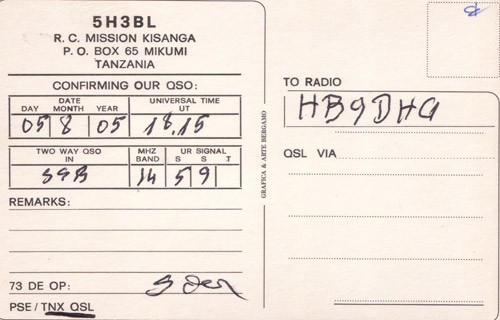 5H3BL
R. C. MISSION KISANGA
P. O. BOX 65 MIKUMI
TANZANIA
CONFIRMING OUR QSO:
DAY DATE MONTH YEAR UNIVERSAL TIME UT
05 8 05 18.15
TWO WAY QSO IN MHZ BAND UR SIGNAL S S T
SSB 14 5 9
REMARKS:
73 DE OP:
PSE / TNX QSL
GRAFICA & ARTE BERGAMO
TO RADIO
HB9DHG
QSL VIA